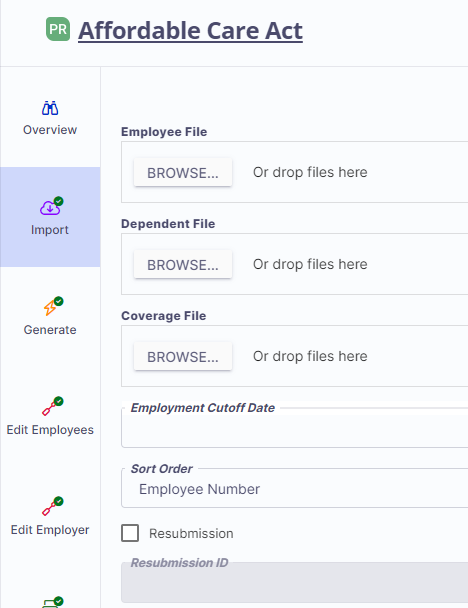 PR Affordable Care Act
Overview
Import
Generate
Edit Employees
Edit Employer
Employee File
BROWSE... Or drop files here
Dependent File
BROWSE... Or drop files here
Coverage File
BROWSE... Or drop files here
Employment Cutoff Date
Sort Order
Employee Number
Resubmission
Resubmission ID